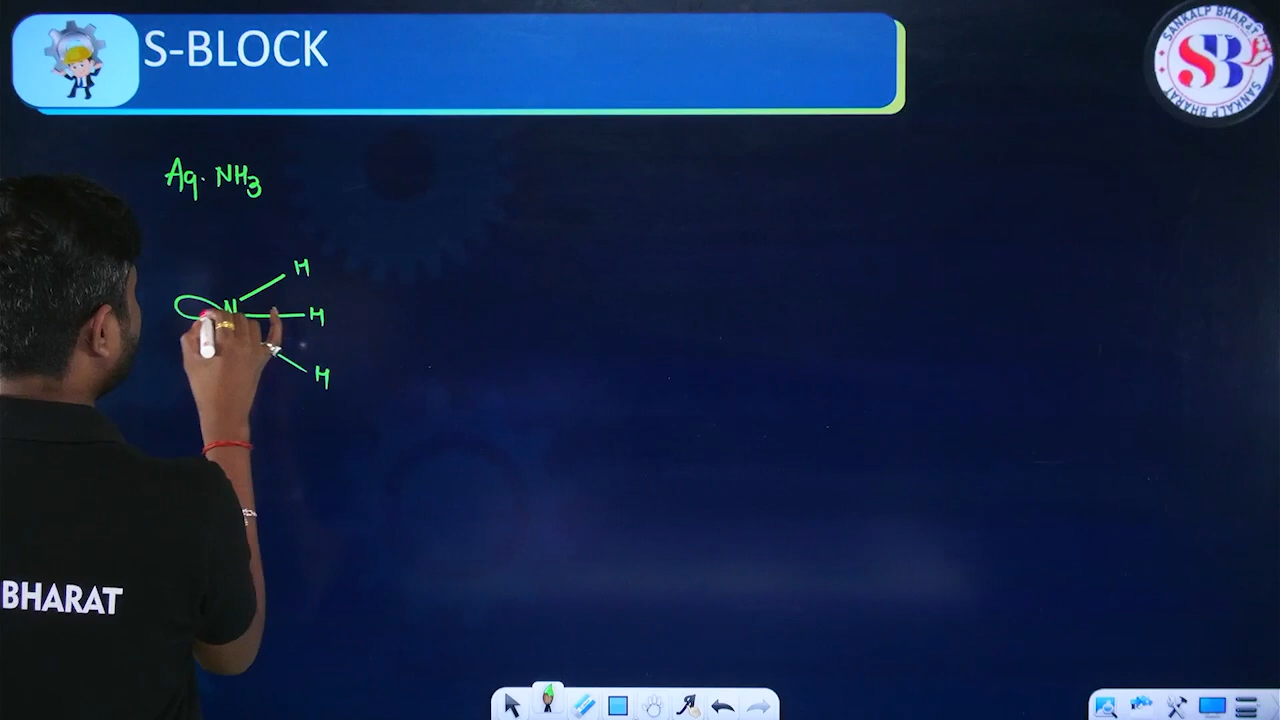 S-BLOCK
SANKALP BHARAT
SB
SANKALP BHARAT
Aq. NH3
H
N
H
H
BHARAT